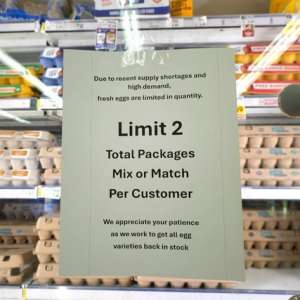 Due to recent supply shortages and
high demand,
fresh eggs are limited in quantity.
Limit 2
Total Packages
Mix or Match
Per Customer
We appreciate your patience
as we work to get all egg
varieties back in stock